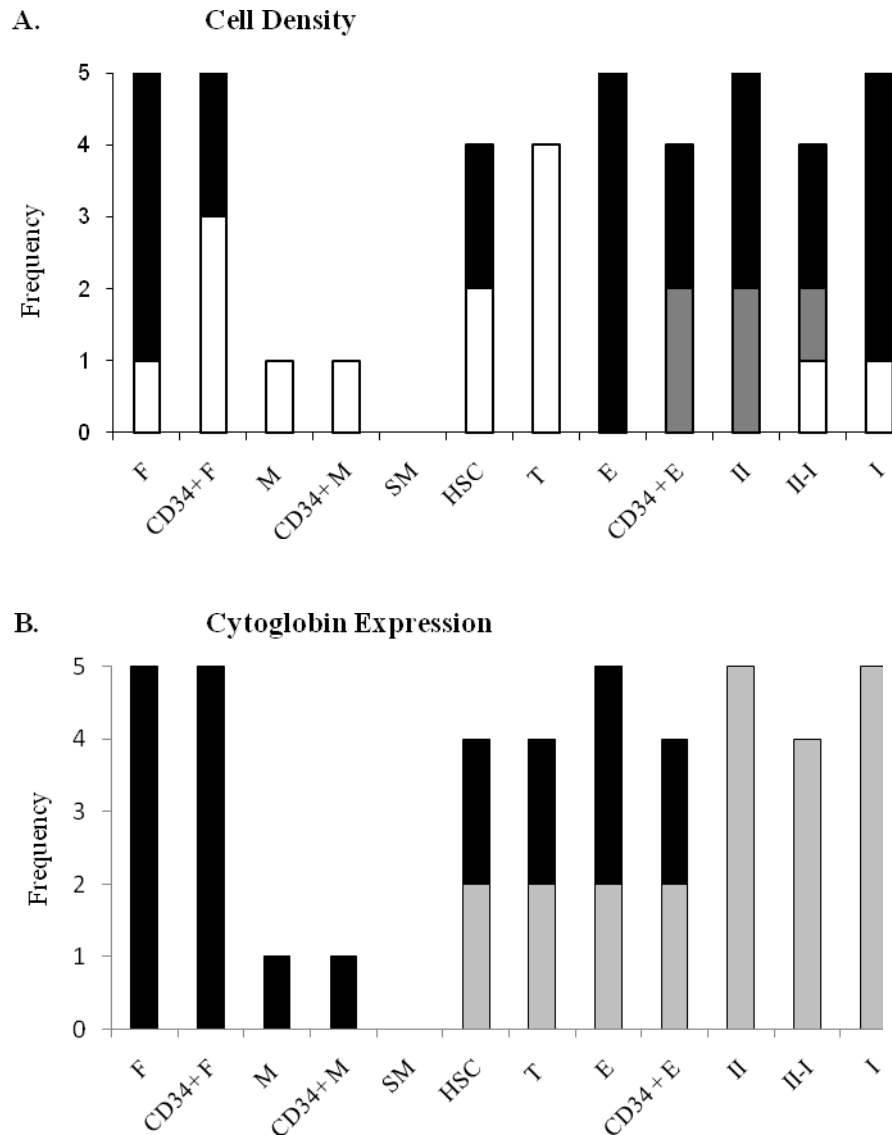 A. Cell Density
5
4
3
2
1
0
Frequency
F
CD34+ F
M
CD34+ M
SM
HSC
T
E
CD34+ E
II
II-I
I
B. Cytoglobin Expression
5
4
3
2
1
0
Frequency
F
CD34+ F
M
CD34+ M
SM
HSC
T
E
CD34+ E
II
II-I
I